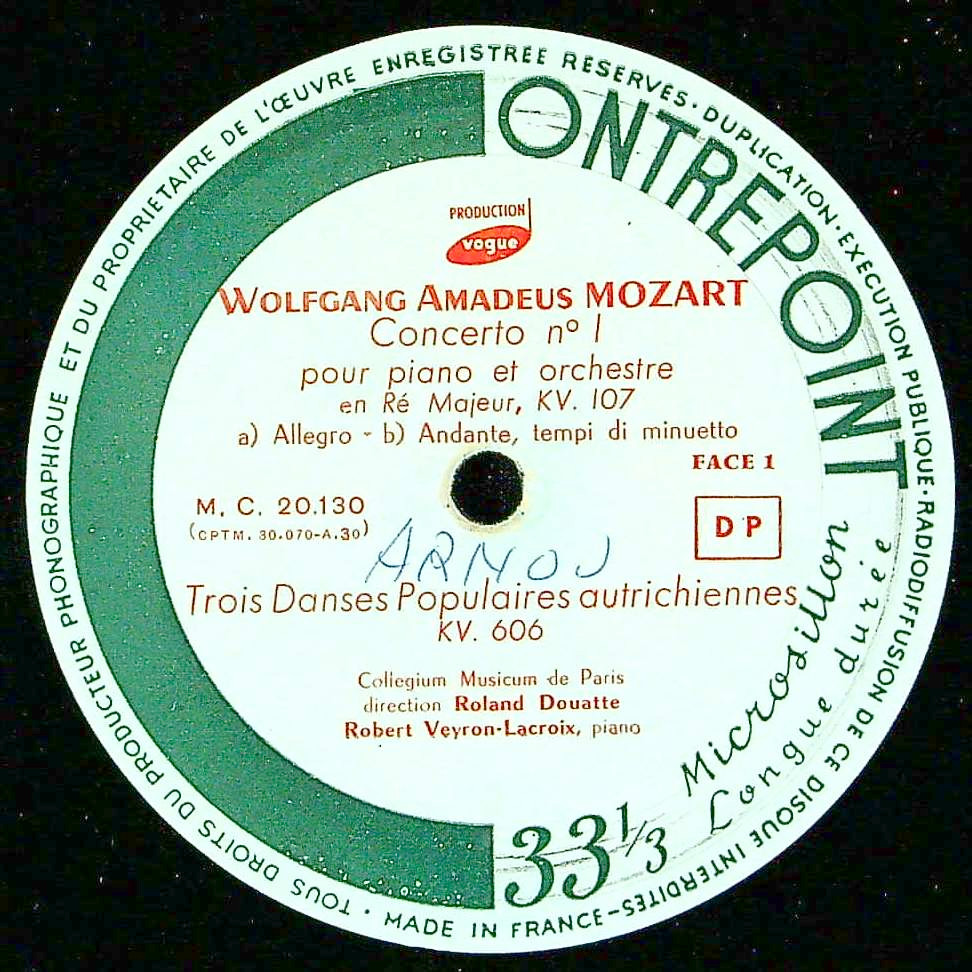 TOUS DROITS DU PRODUCTEUR PHONOGRAPHIQUE ET DU PROPRIETAIRE DE L'ŒUVRE ENREGISTREE RESERVES · DUPLICATION · EXECUTION PUBLIQUE · RADIODIFFUSION DE CE DISQUE INTERDITES - MADE IN FRANCE ·
CONTREPOINT
PRODUCTION
vogue
WOLFGANG AMADEUS MOZART
Concerto nº 1
pour piano et orchestre
en Ré Majeur, KV. 107
a) Allegro - b) Andante, tempi di minuetto
FACE 1
M. C. 20.130
(CPTM. 30.070-A.30)
D P
Trois Danses Populaires autrichiennes
KV. 606
Collegium Musicum de Paris
direction Roland Douatte
Robert Veyron-Lacroix, piano
33 1/3 Microsillon
Longue durée